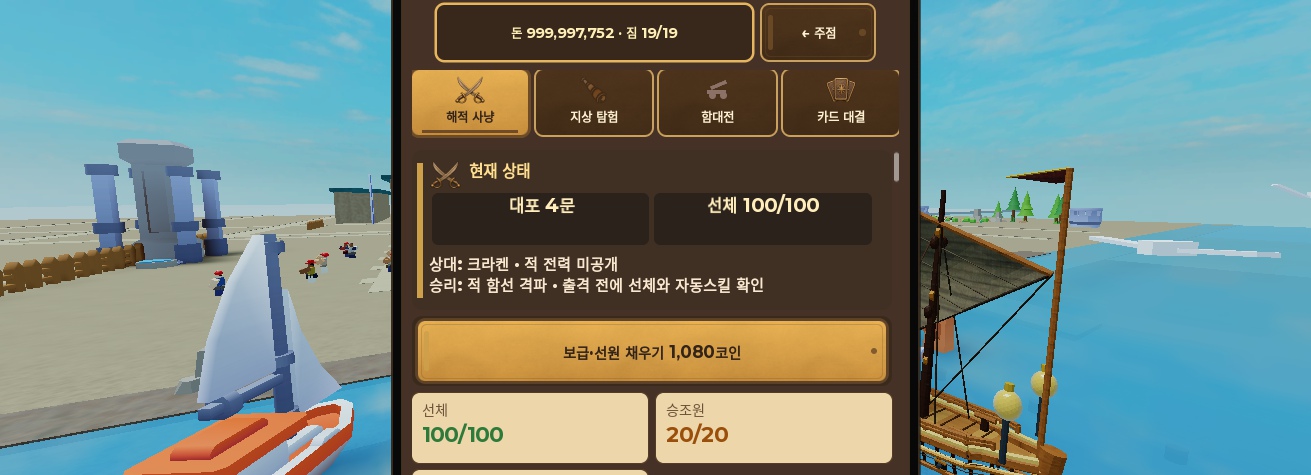 돈 999,997,752 · 짐 19/19
← 주점
해적 사냥
지상 탐험
함대전
카드 대결
현재 상태
대포 4문
선체 100/100
상대: 크라켄 • 적 전력 미공개
승리: 적 함선 격파 • 출격 전에 선체와 자동스킬 확인
보급·선원 채우기 1,080코인
선체
100/100
승조원
20/20